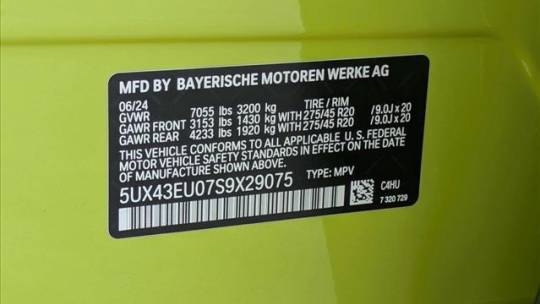 MFD BY BAYERISCHE MOTOREN WERKE AG
06/24 TIRE / RIM
GVWR 7055 lbs 3200 kg
GAWR FRONT 3153 lbs 1430 kg WITH 275/45 R20 /9.0J x 20
GAWR REAR 4233 lbs 1920 kg WITH 275/45 R20 /9.0J x 20
THIS VEHICLE CONFORMS TO ALL APPLICABLE U. S. FEDERAL
MOTOR VEHICLE SAFETY STANDARDS IN EFFECT ON THE DATE
OF MANUFACTURE SHOWN ABOVE.
5UX43EU07S9X29075 TYPE: MPV
C4HU
7 320 729